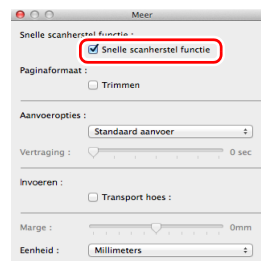 Meer
Snelle scanherstel functie :
Snelle scanherstel functie
Paginaformaat :
Trimmen
Aanvoeropties :
Standaard aanvoer
Vertraging : 0 sec
Invoeren :
Transport hoes :
Marge : 0mm
Eenheid : Millimeters